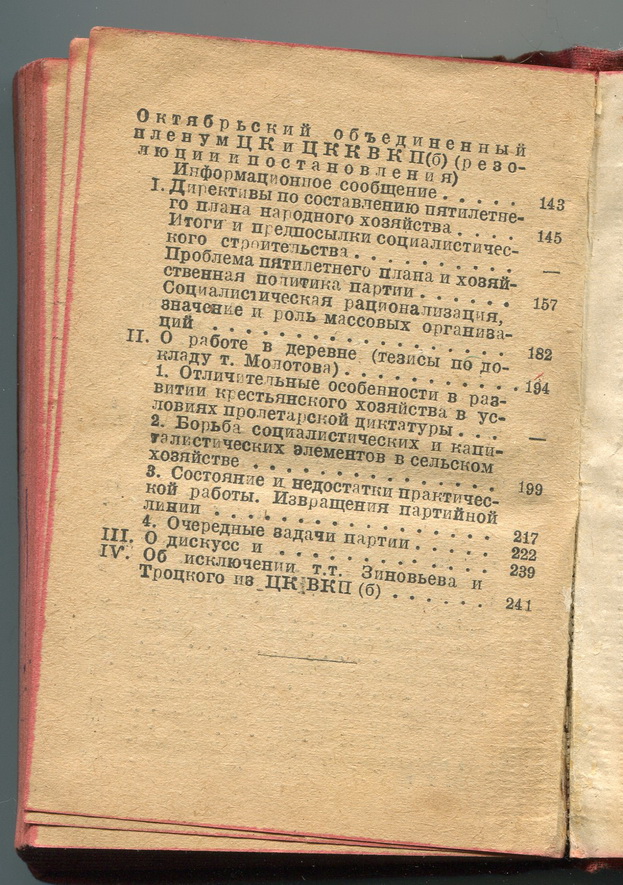 Октябрьский объединенный
пленум ЦК и ЦКК ВКП(б) (резо-
люции и постановления)
Информационное сообщение . . . . . 143
I. Директивы по составлению пятилетне-
го плана народного хозяйства . . . . 145
Итоги и предпосылки социалистичес-
кого строительства . . . . . . . . . . —
Проблема пятилетнего плана и хозяй-
ственная политика партии . . . . . . 157
Социалистическая рационализация,
значение и роль массовых организа-
ций . . . . . . . . . . . . . . . . . 182
II. О работе в деревне (тезисы по до-
кладу т. Молотова) . . . . . . . . . . 194
1. Отличительные особенности в раз-
витии крестьянского хозяйства в ус-
ловиях пролетарской диктатуры . . . —
2. Борьба социалистических и капи-
талистических элементов в сельском
хозяйстве . . . . . . . . . . . . . . 199
3. Состояние и недостатки практичес-
кой работы. Извращения партийной
линии . . . . . . . . . . . . . . . . 217
4. Очередные задачи партии . . . . . 222
III. О дискусс и . . . . . . . . . . . . 239
IV. Об исключении т.т. Зиновьева и
Троцкого из ЦК ВКП (б) . . . . . . . 241